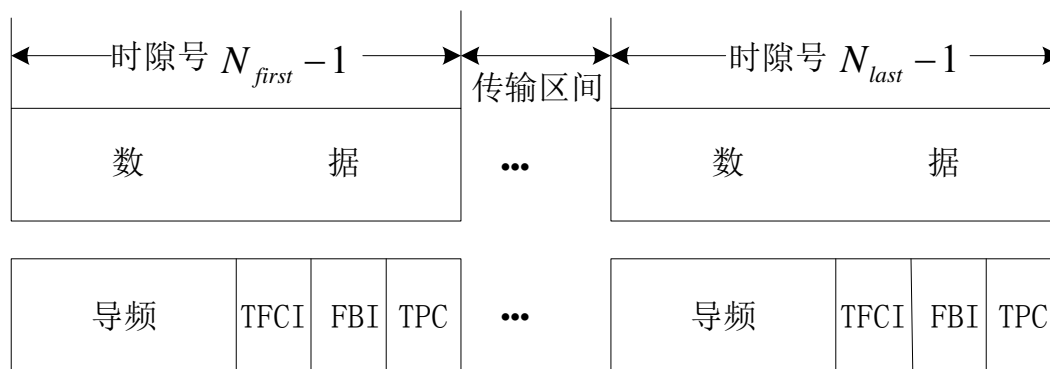 时隙号 N_first −1 传输区间 时隙号 N_last −1
数 据 ••• 数 据
导频 TFCI FBI TPC ••• 导频 TFCI FBI TPC